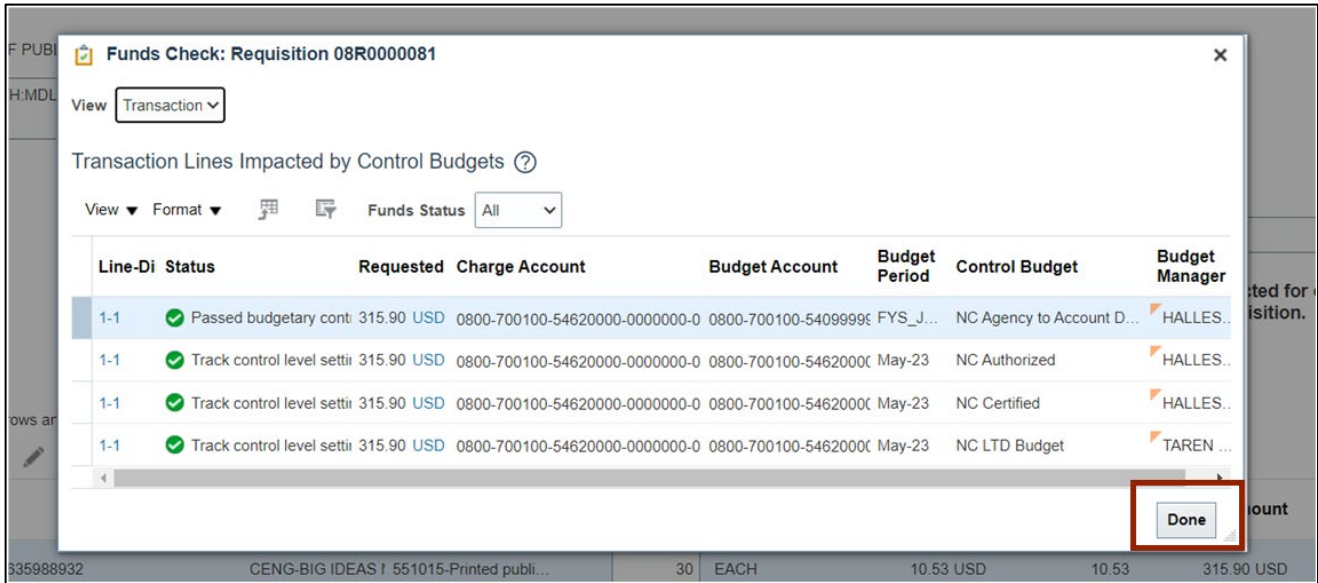 F PUBL
Funds Check: Requisition 08R0000081
×
H:MDL
View Transaction
Transaction Lines Impacted by Control Budgets ?
View Format Funds Status All
Line-Di Status Requested Charge Account Budget Account Budget Period Control Budget Budget Manager
cted for
isition.
1-1 Passed budgetary cont 315.90 USD 0800-700100-54620000-0000000-0 0800-700100-5409999 FYS_J... NC Agency to Account D... HALLES..
1-1 Track control level settin 315.90 USD 0800-700100-54620000-0000000-0 0800-700100-5462000 May-23 NC Authorized HALLES..
1-1 Track control level settin 315.90 USD 0800-700100-54620000-0000000-0 0800-700100-5462000 May-23 NC Certified HALLES..
ows an
1-1 Track control level settin 315.90 USD 0800-700100-54620000-0000000-0 0800-700100-5462000 May-23 NC LTD Budget TAREN ...
Done
ount
635988932 CENG-BIG IDEAS 551015-Printed publi... 30 EACH 10.53 USD 10.53 315.90 USD